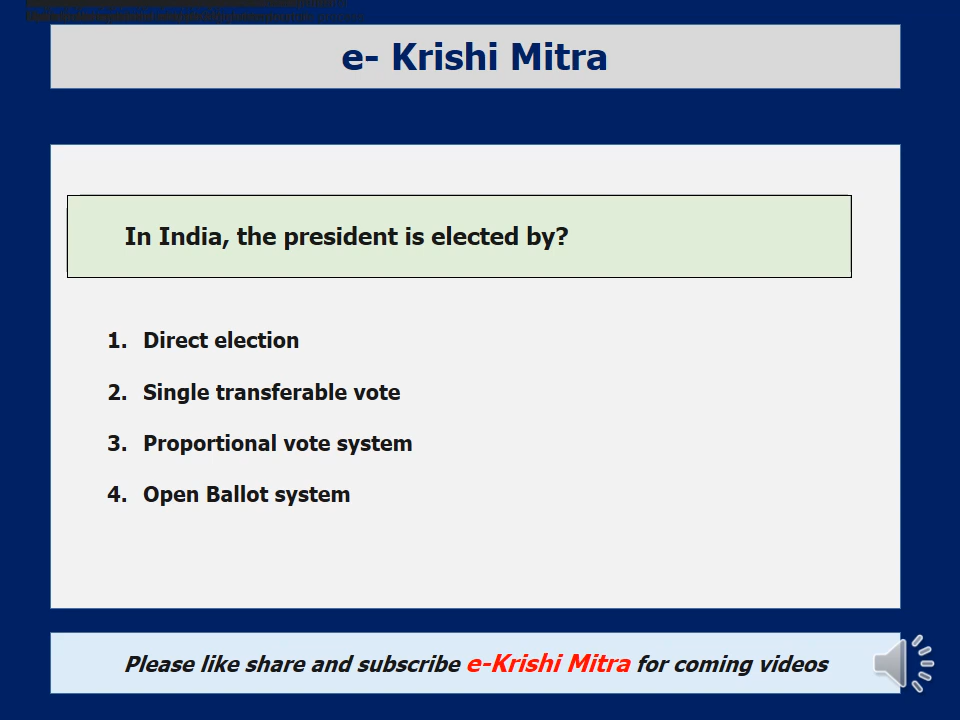 e- Krishi Mitra
In India, the president is elected by?
1. Direct election
2. Single transferable vote
3. Proportional vote system
4. Open Ballot system
Please like share and subscribe e-Krishi Mitra for coming videos